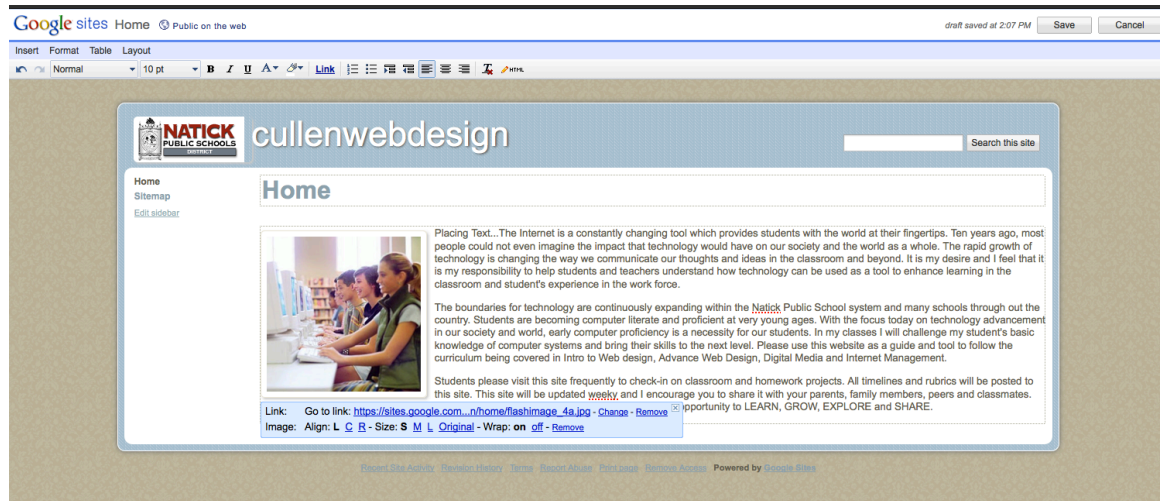 Google sites Home Public on the web draft saved at 2:07 PM Save Cancel
Insert Format Table Layout
Normal 10 pt B I U A Link HTML
NATICK
PUBLIC SCHOOLS
DISTRICT
cullenwebdesign
Search this site
Home
Sitemap
Edit sidebar
Home
Placing Text...The Internet is a constantly changing tool which provides students with the world at their fingertips. Ten years ago, most
people could not even imagine the impact that technology would have on our society and the world as a whole. The rapid growth of
technology is changing the way we communicate our thoughts and ideas in the classroom and beyond. It is my desire and I feel that it
is my responsibility to help students and teachers understand how technology can be used as a tool to enhance learning in the
classroom and student's experience in the work force.
The boundaries for technology are continuously expanding within the Natick Public School system and many schools through out the
country. Students are becoming computer literate and proficient at very young ages. With the focus today on technology advancement
in our society and world, early computer proficiency is a necessity for our students. In my classes I will challenge my student's basic
knowledge of computer systems and bring their skills to the next level. Please use this website as a guide and tool to follow the
curriculum being covered in Intro to Web design, Advance Web Design, Digital Media and Internet Management.
Students please visit this site frequently to check-in on classroom and homework projects. All timelines and rubrics will be posted to
this site. This site will be updated weeky and I encourage you to share it with your parents, family members, peers and classmates.
opportunity to LEARN, GROW, EXPLORE and SHARE.
Link: Go to link: https://sites.google.com...n/home/flashimage_4a.jpg - Change - Remove
Image: Align: L C R - Size: S M L Original - Wrap: on off - Remove
Recent Site Activity Revision History Terms Report Abuse Print page Remove Access Powered by Google Sites